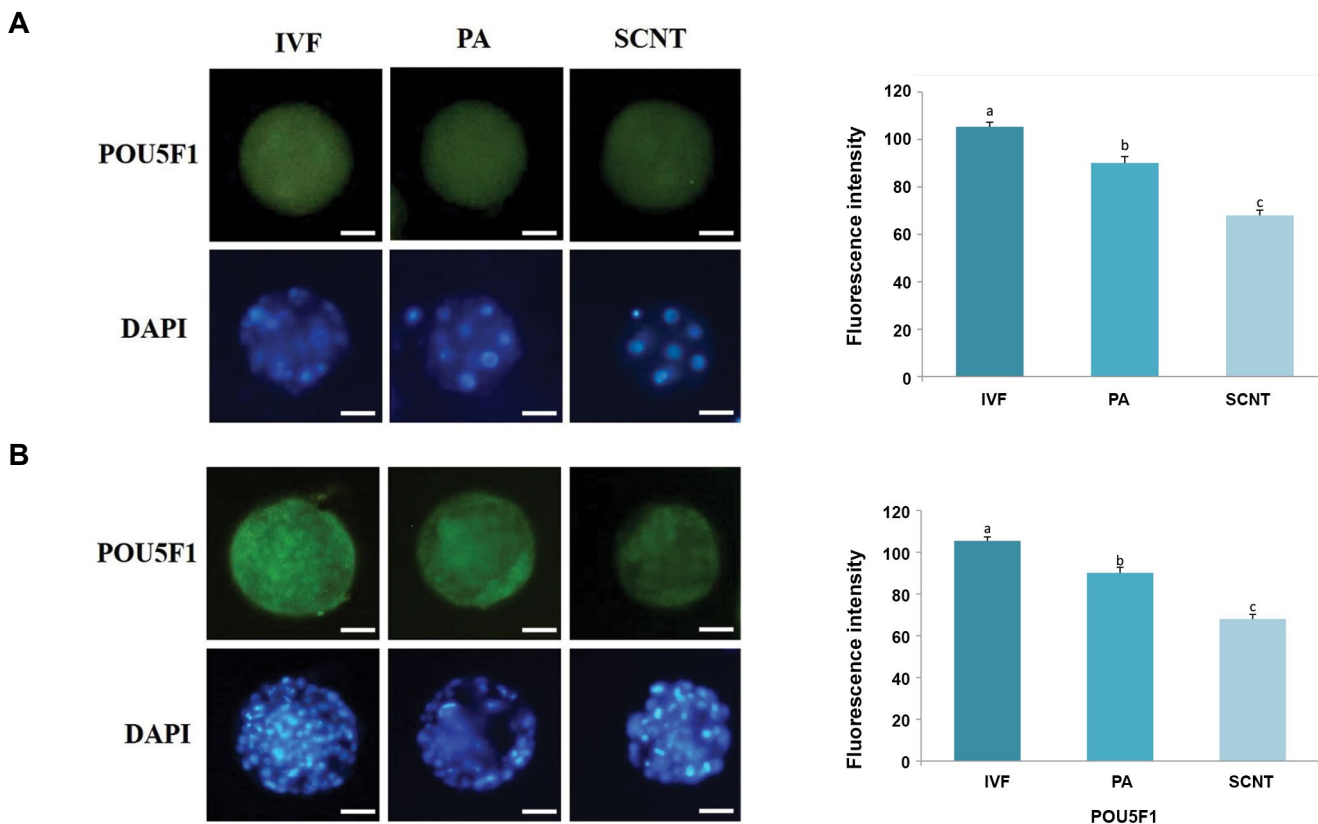 A
IVF PA SCNT
POU5F1
DAPI
Fluorescence intensity
120
100
80
60
40
20
0
a
b
c
IVF PA SCNT
B
POU5F1
DAPI
Fluorescence intensity
120
100
80
60
40
20
0
a
b
c
IVF PA SCNT
POU5F1